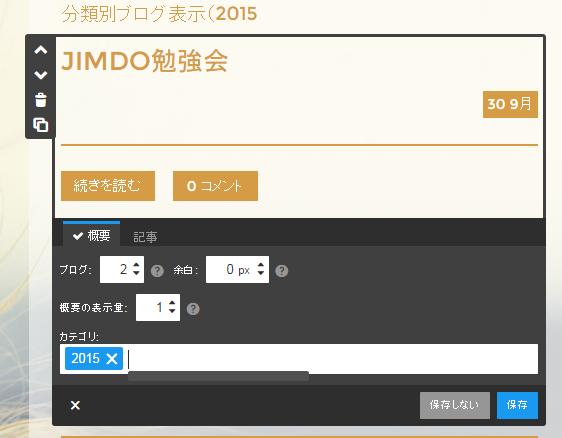 分類別ブログ表示（2015
JIMDO勉強会
30 9月
続きを読む 0 コメント
概要 記事
ブログ: 2 ? 余白: 0 px ?
概要の表示量: 1 ?
カテゴリ:
2015
保存しない 保存